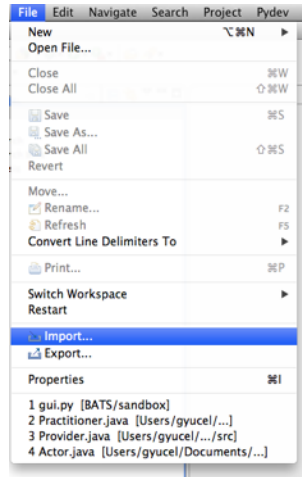 File Edit Navigate Search Project Pydev
New ⌥⌘N ▶
Open File...
Close ⌘W
Close All ⇧⌘W
Save ⌘S
Save As...
Save All ⇧⌘S
Revert
Move...
Rename... F2
Refresh F5
Convert Line Delimiters To ▶
Print... ⌘P
Switch Workspace ▶
Restart
Import...
Export...
Properties ⌘I
1 gui.py [BATS/sandbox]
2 Practitioner.java [Users/gyucel/...]
3 Provider.java [Users/gyucel/.../src]
4 Actor.java [Users/gyucel/Documents/...]